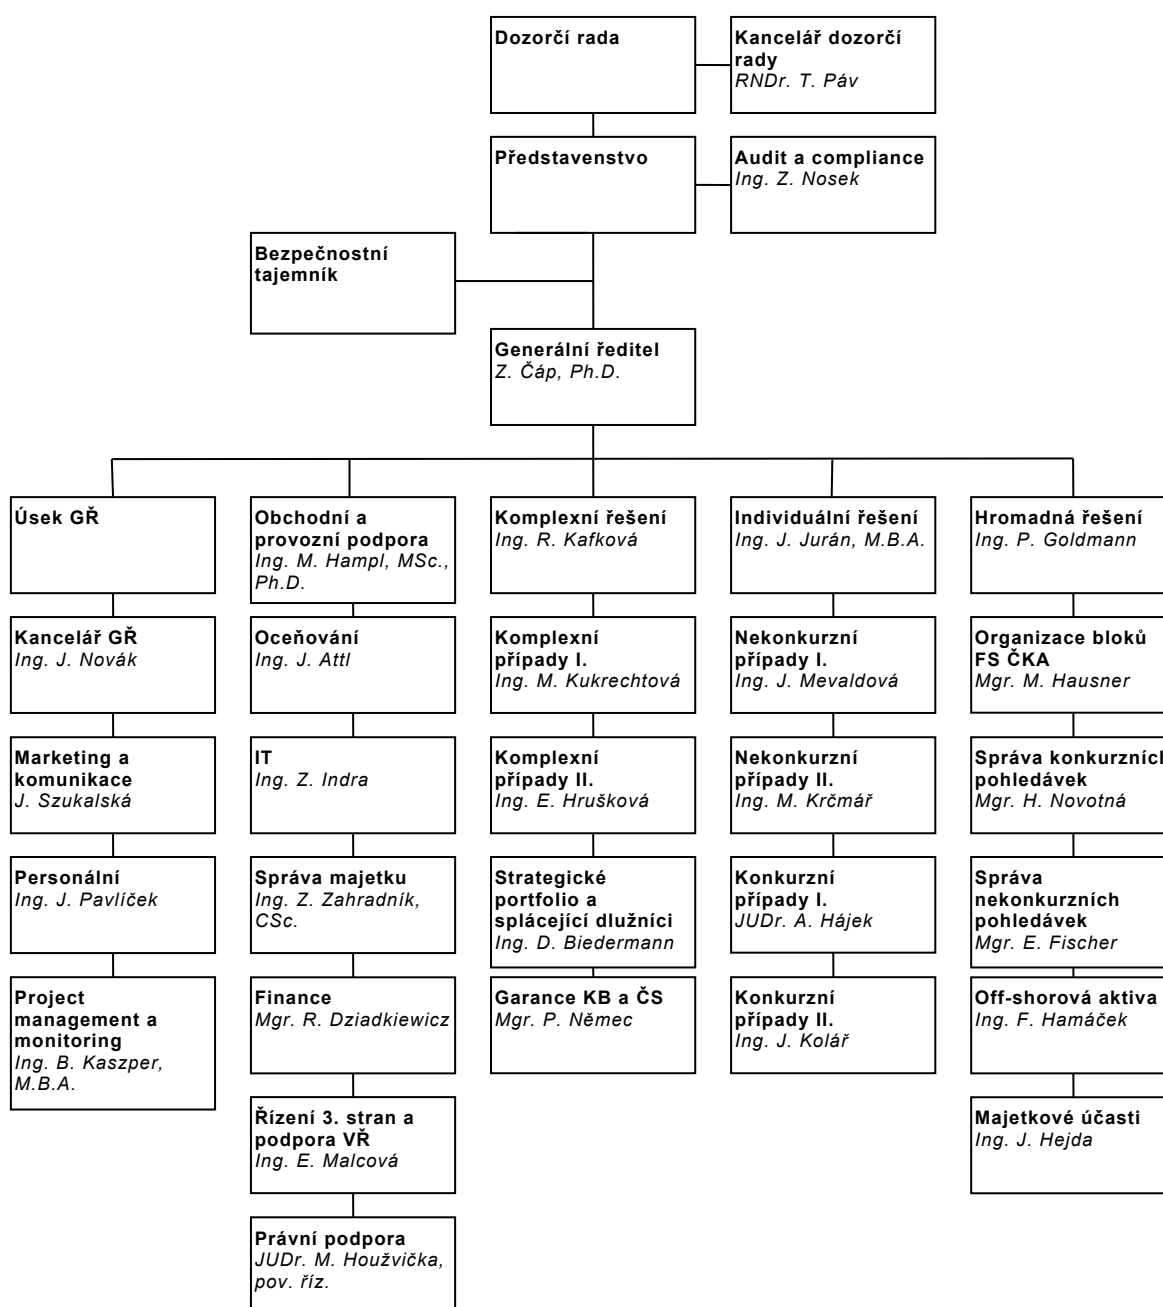 Dozorčí rada
Kancelář dozorčí
rady
RNDr. T. Páv
Představenstvo
Audit a compliance
Ing. Z. Nosek
Bezpečnostní
tajemník
Generální ředitel
Z. Čáp, Ph.D.
Úsek GŘ
Obchodní a
provozní podpora
Ing. M. Hampl, MSc.,
Ph.D.
Komplexní řešení
Ing. R. Kafková
Individuální řešení
Ing. J. Jurán, M.B.A.
Hromadná řešení
Ing. P. Goldmann
Kancelář GŘ
Ing. J. Novák
Oceňování
Ing. J. Attl
Komplexní
případy I.
Ing. M. Kukrechtová
Nekonkurzní
případy I.
Ing. J. Mevaldová
Organizace bloků
FS ČKA
Mgr. M. Hausner
Marketing a
komunikace
J. Szukalská
IT
Ing. Z. Indra
Komplexní
případy II.
Ing. E. Hrušková
Nekonkurzní
případy II.
Ing. M. Krčmář
Správa konkurzních
pohledávek
Mgr. H. Novotná
Personální
Ing. J. Pavlíček
Správa majetku
Ing. Z. Zahradník,
CSc.
Strategické
portfolio a
splácející dlužníci
Ing. D. Biedermann
Konkurzní
případy I.
JUDr. A. Hájek
Správa
nekonkurzních
pohledávek
Mgr. E. Fischer
Project
management a
monitoring
Ing. B. Kaszper,
M.B.A.
Finance
Mgr. R. Dziadkiewicz
Garance KB a ČS
Mgr. P. Němec
Konkurzní
případy II.
Ing. J. Kolář
Off-shorová aktiva
Ing. F. Hamáček
Řízení 3. stran a
podpora VŘ
Ing. E. Malcová
Majetkové účasti
Ing. J. Hejda
Právní podpora
JUDr. M. Houžvička,
pov. říz.